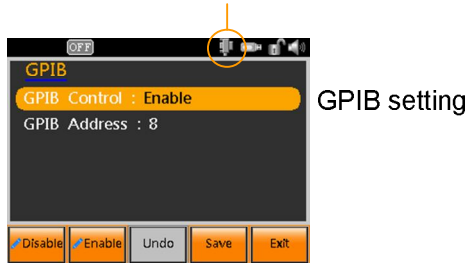 OFF
GPIB
GPIB Control : Enable
GPIB Address : 8
Disable Enable Undo Save Exit
GPIB setting